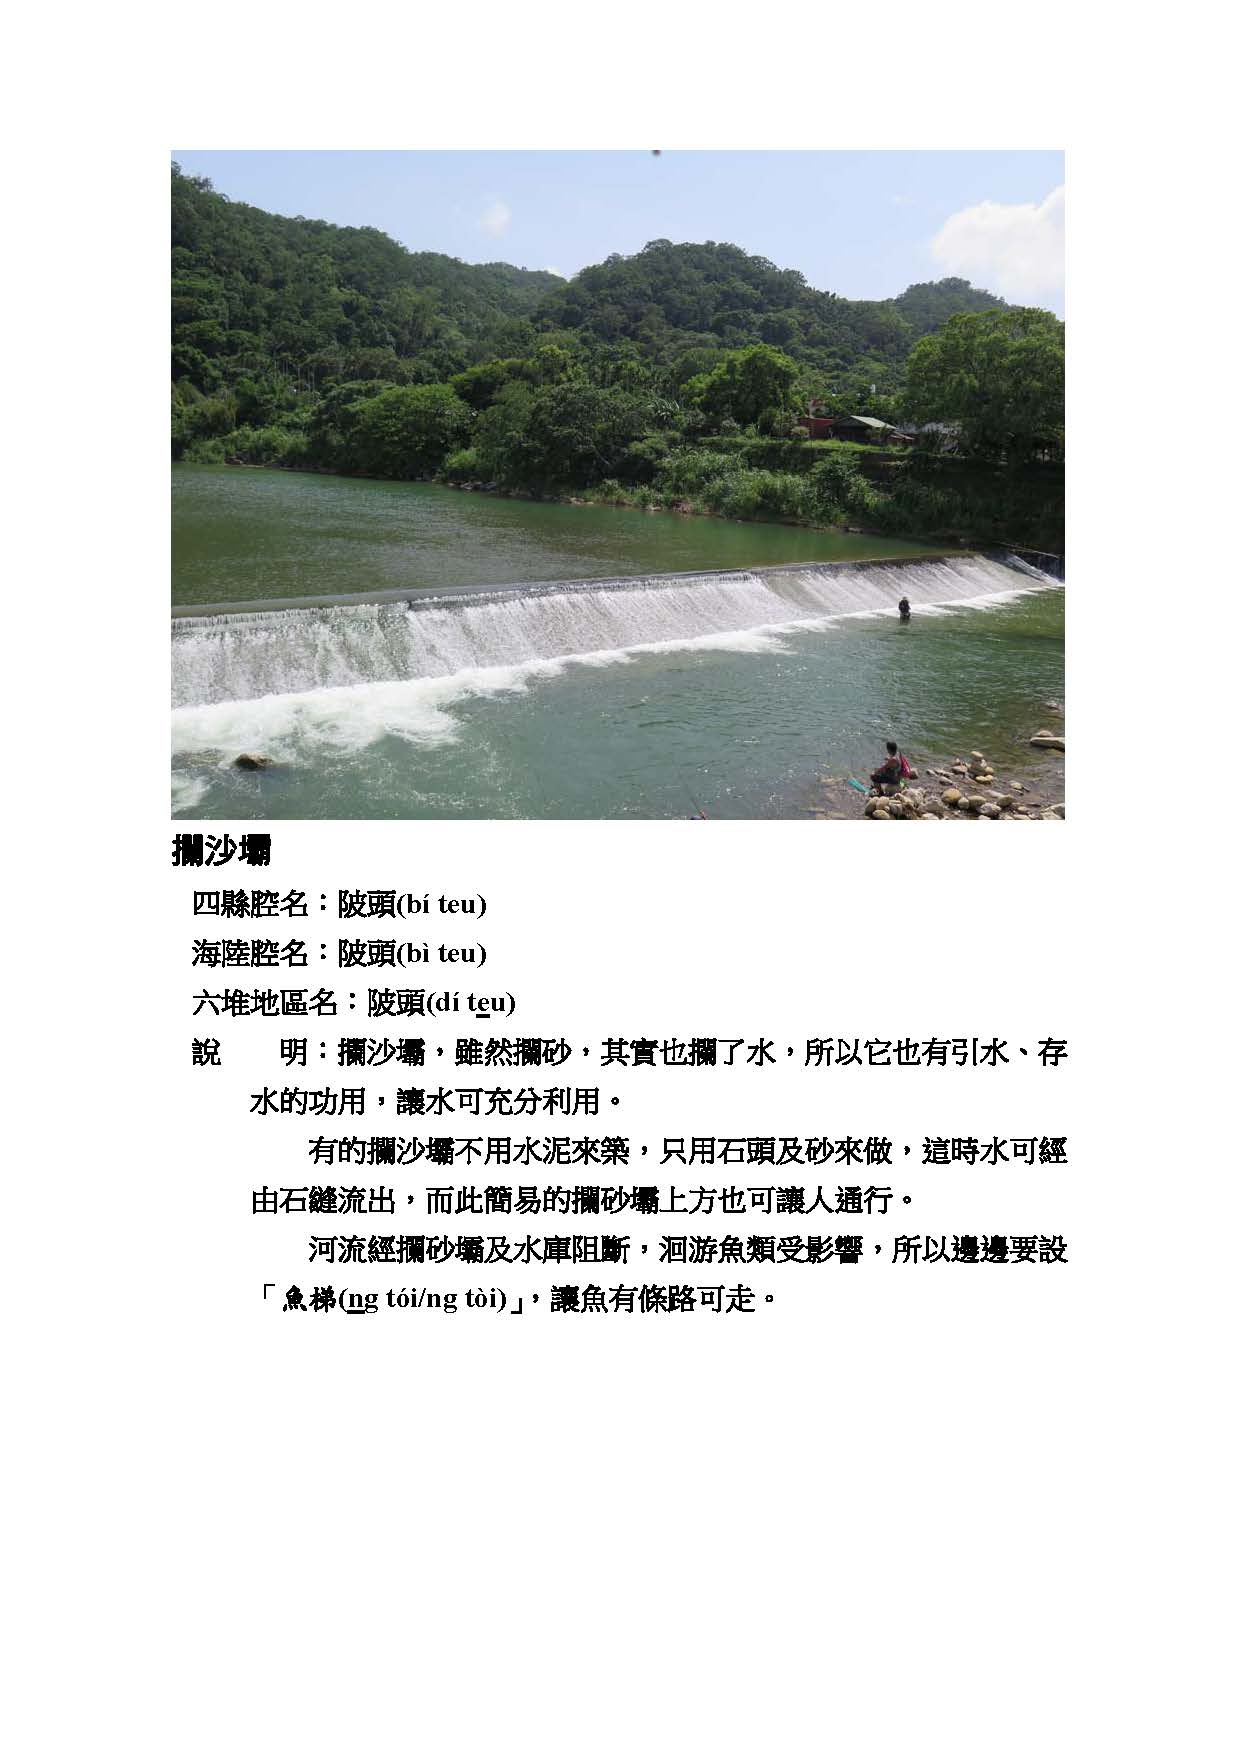 攔沙壩
四縣腔名：陂頭(bí teu)
海陸腔名：陂頭(bì teu)
六堆地區名：陂頭(dí teu)
說　　明：攔沙壩，雖然攔砂，其實也攔了水，所以它也有引水、存
水的功用，讓水可充分利用。
有的攔沙壩不用水泥來築，只用石頭及砂來做，這時水可經
由石縫流出，而此簡易的攔砂壩上方也可讓人通行。
河流經攔砂壩及水庫阻斷，洄游魚類受影響，所以邊邊要設
「魚梯(ng tói/ng tòi)」，讓魚有條路可走。